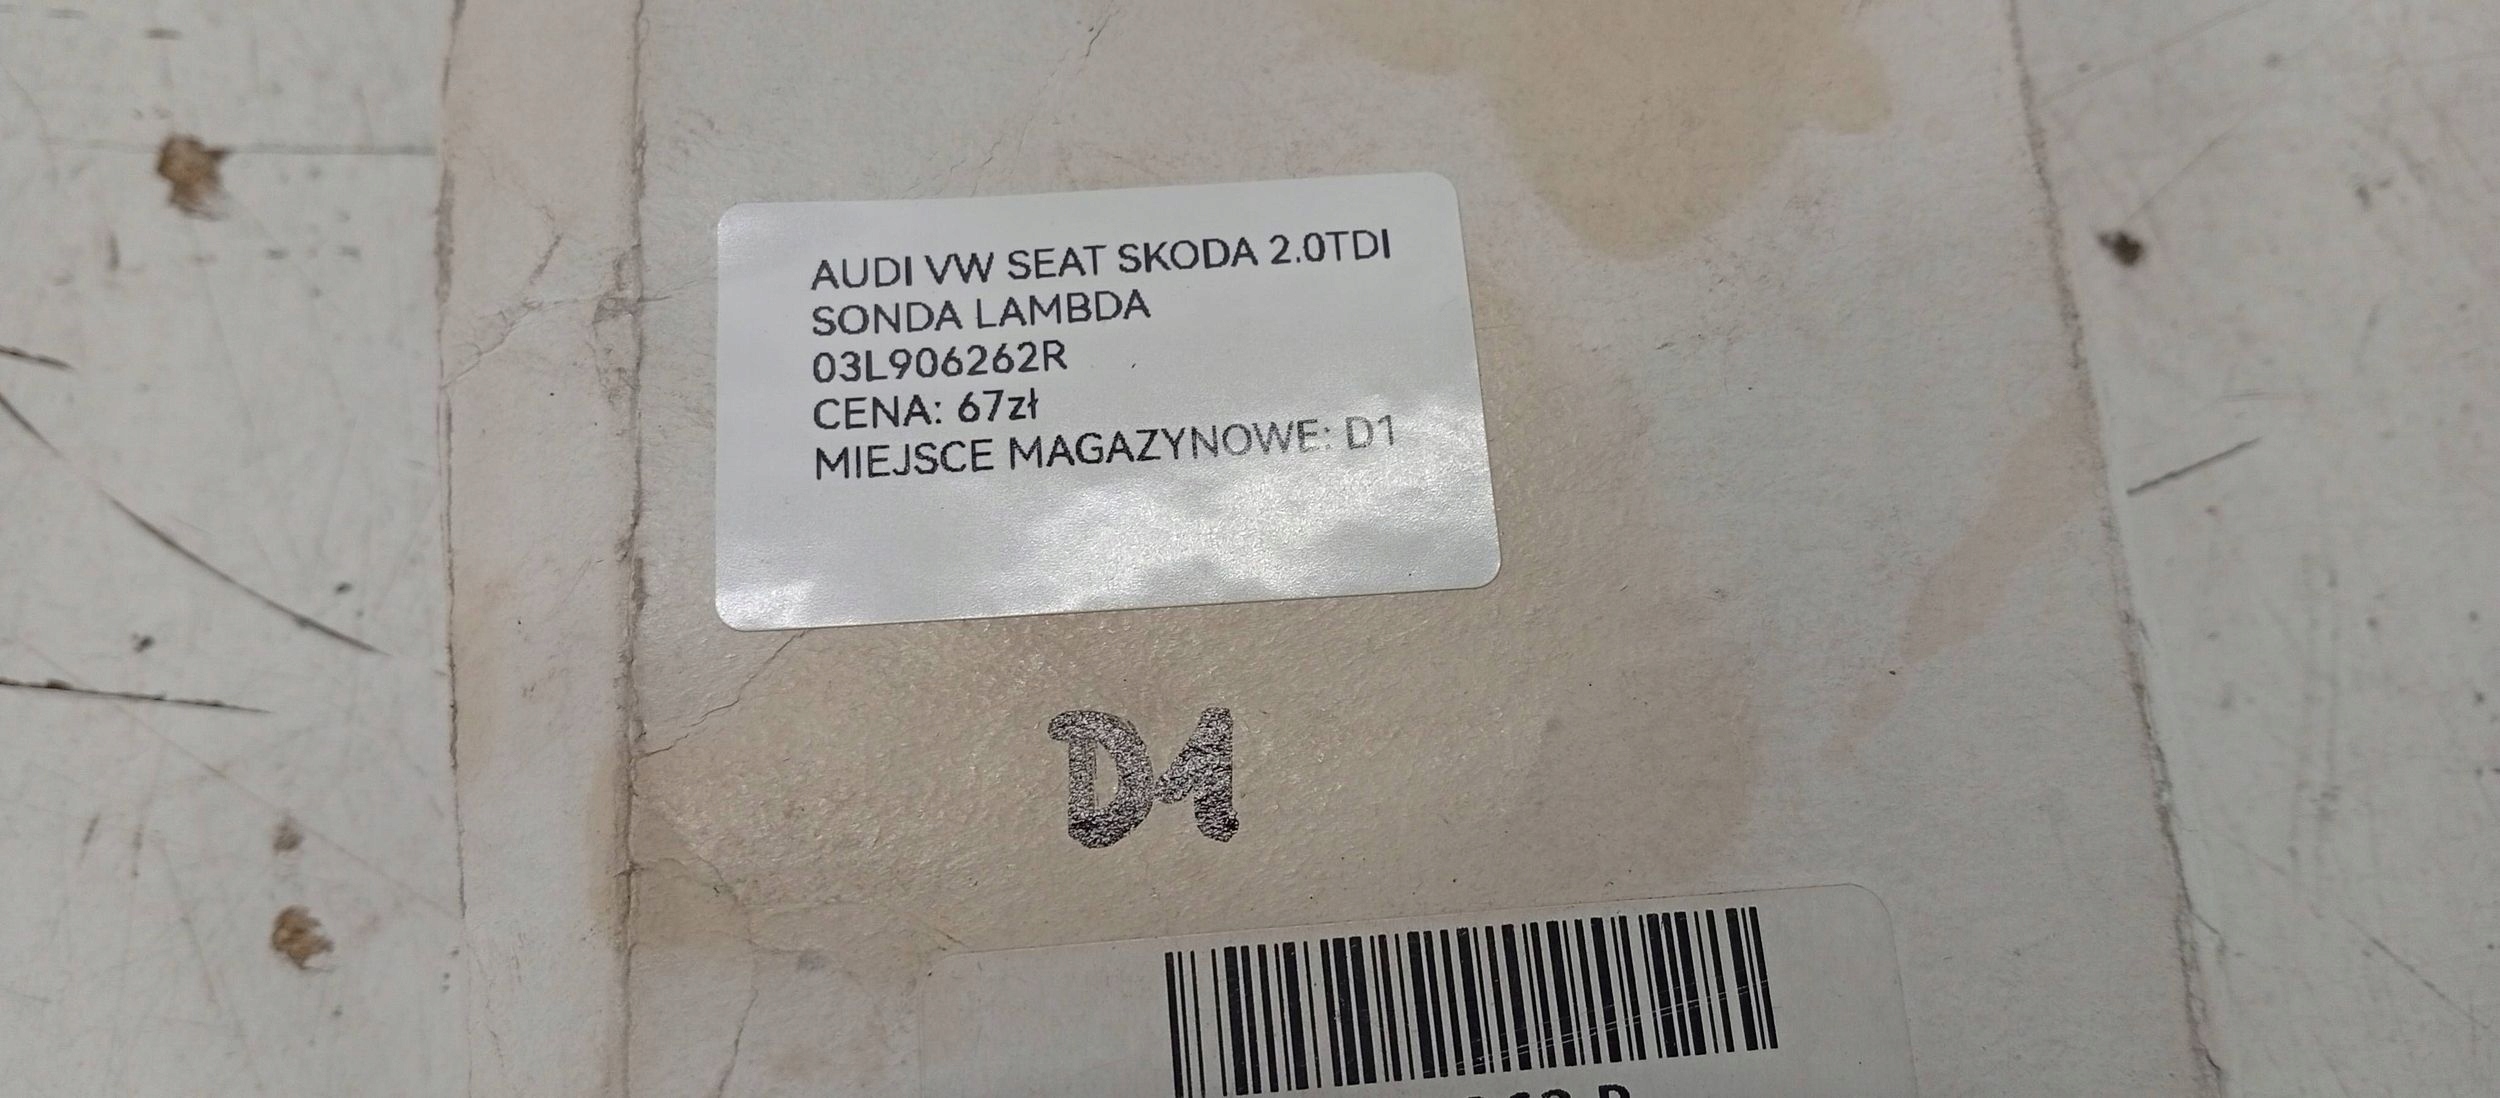 AUDI VW SEAT SKODA 2.0TDI
SONDA LAMBDA
03L906262R
CENA: 67zł
MIEJSCE MAGAZYNOWE: D1
D1